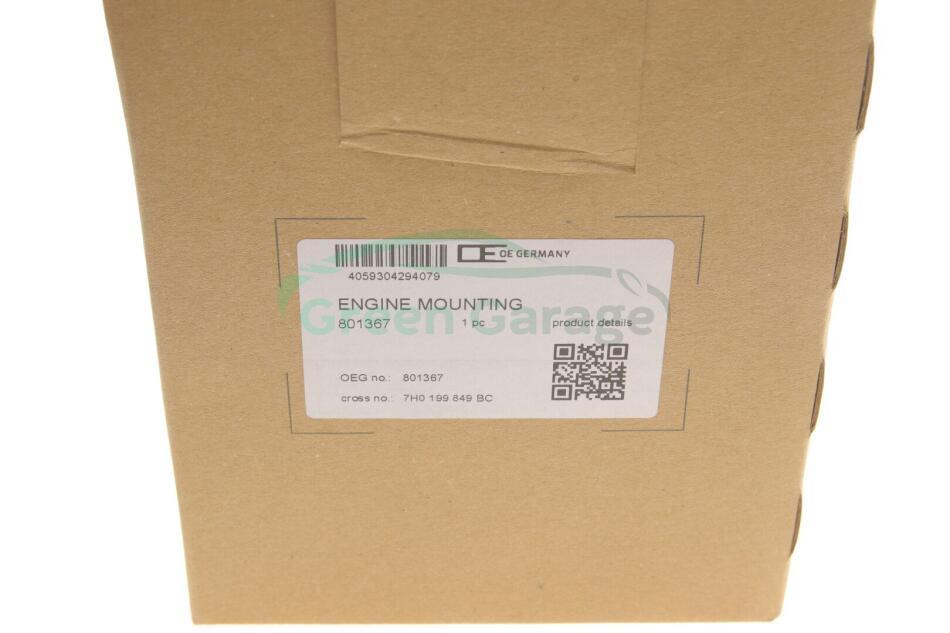 OE OE GERMANY
4059304294079
ENGINE MOUNTING
801367 1 pc product details
Green Garage
OEG no.: 801367
cross no.: 7H0 199 849 BC